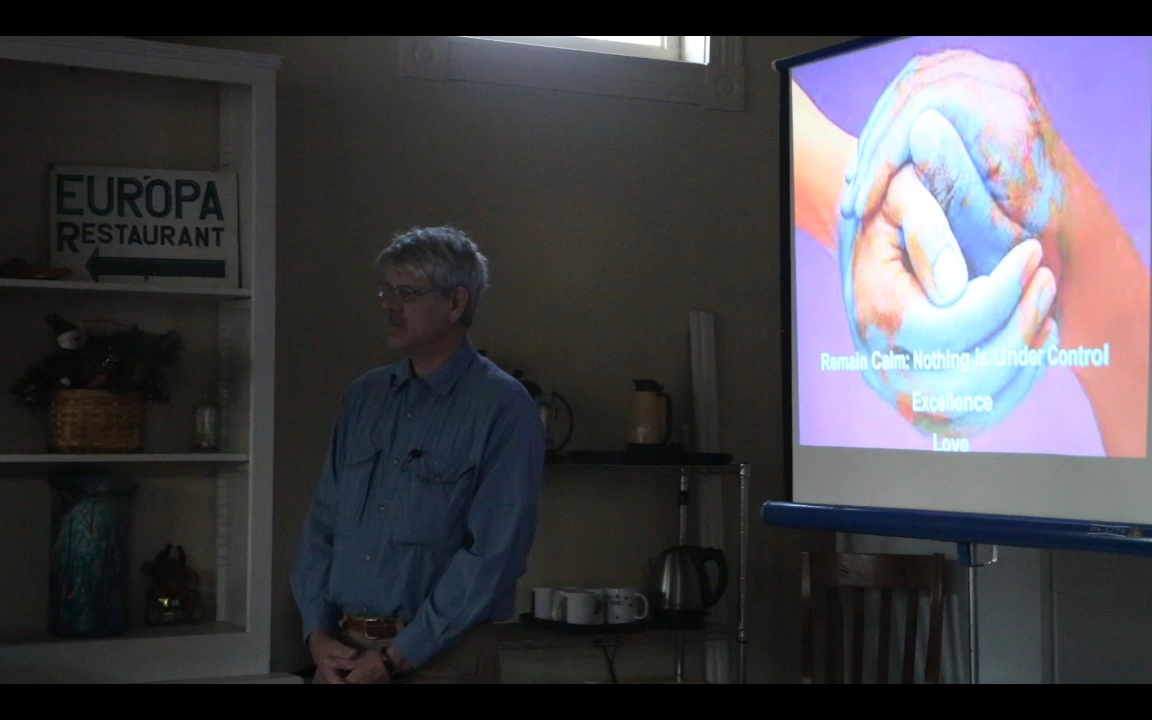 EUROPA
RESTAURANT
Remain Calm: Nothing Is Under Control
Excellence
Love